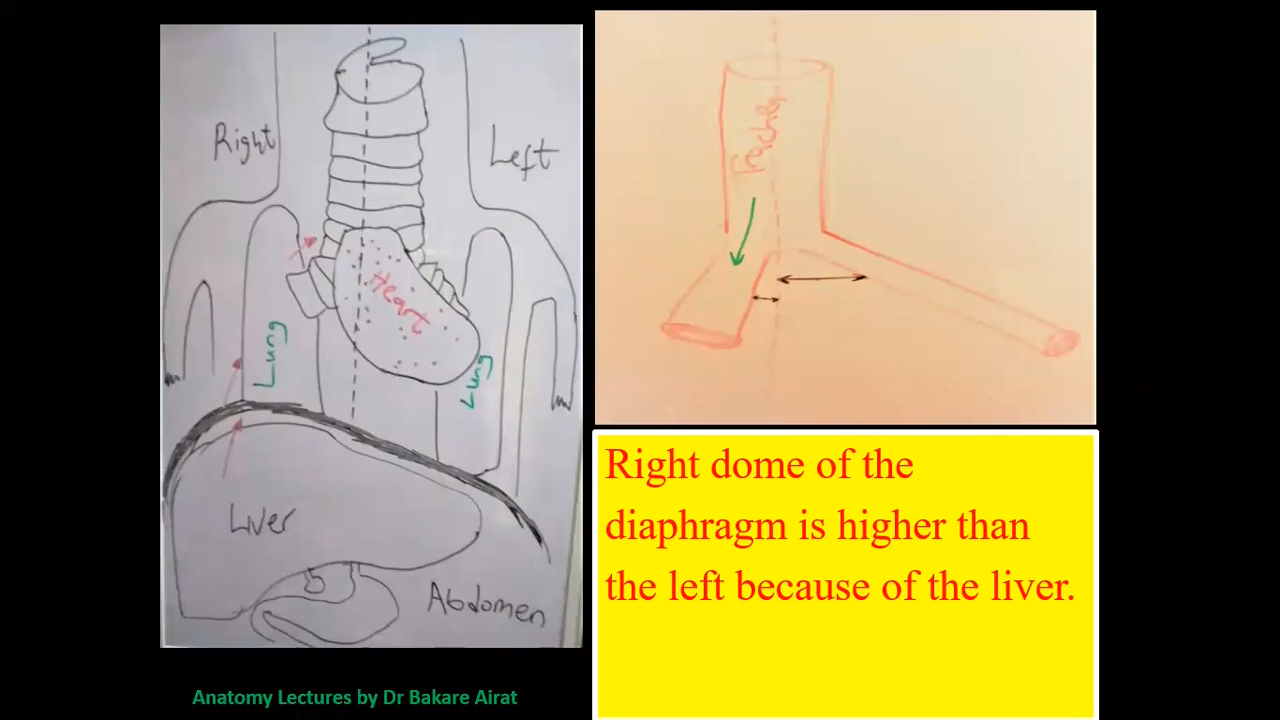 Right
Left
Heart
Lung
Lung
Liver
Abdomen
Right dome of the
diaphragm is higher than
the left because of the liver.
Anatomy Lectures by Dr Bakare Airat